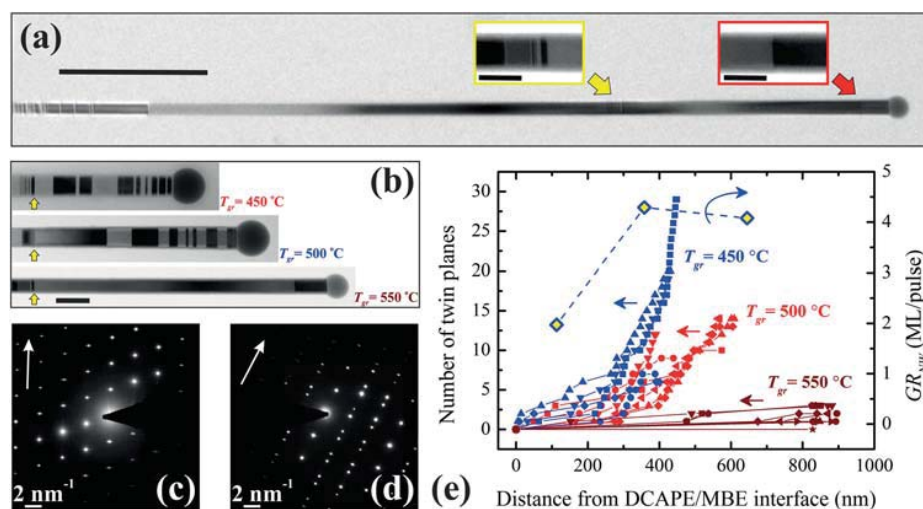 (a)
(b)
T_gr = 450 °C
T_gr = 500 °C
T_gr = 550 °C
2 nm⁻¹
(c)
2 nm⁻¹
(d)
(e)
Number of twin planes
30
25
20
15
10
5
0
T_gr = 450 °C
T_gr = 500 °C
T_gr = 550 °C
5
4
3
2
1
0
GR_NW (ML/pulse)
0 200 400 600 800 1000
Distance from DCAPE/MBE interface (nm)